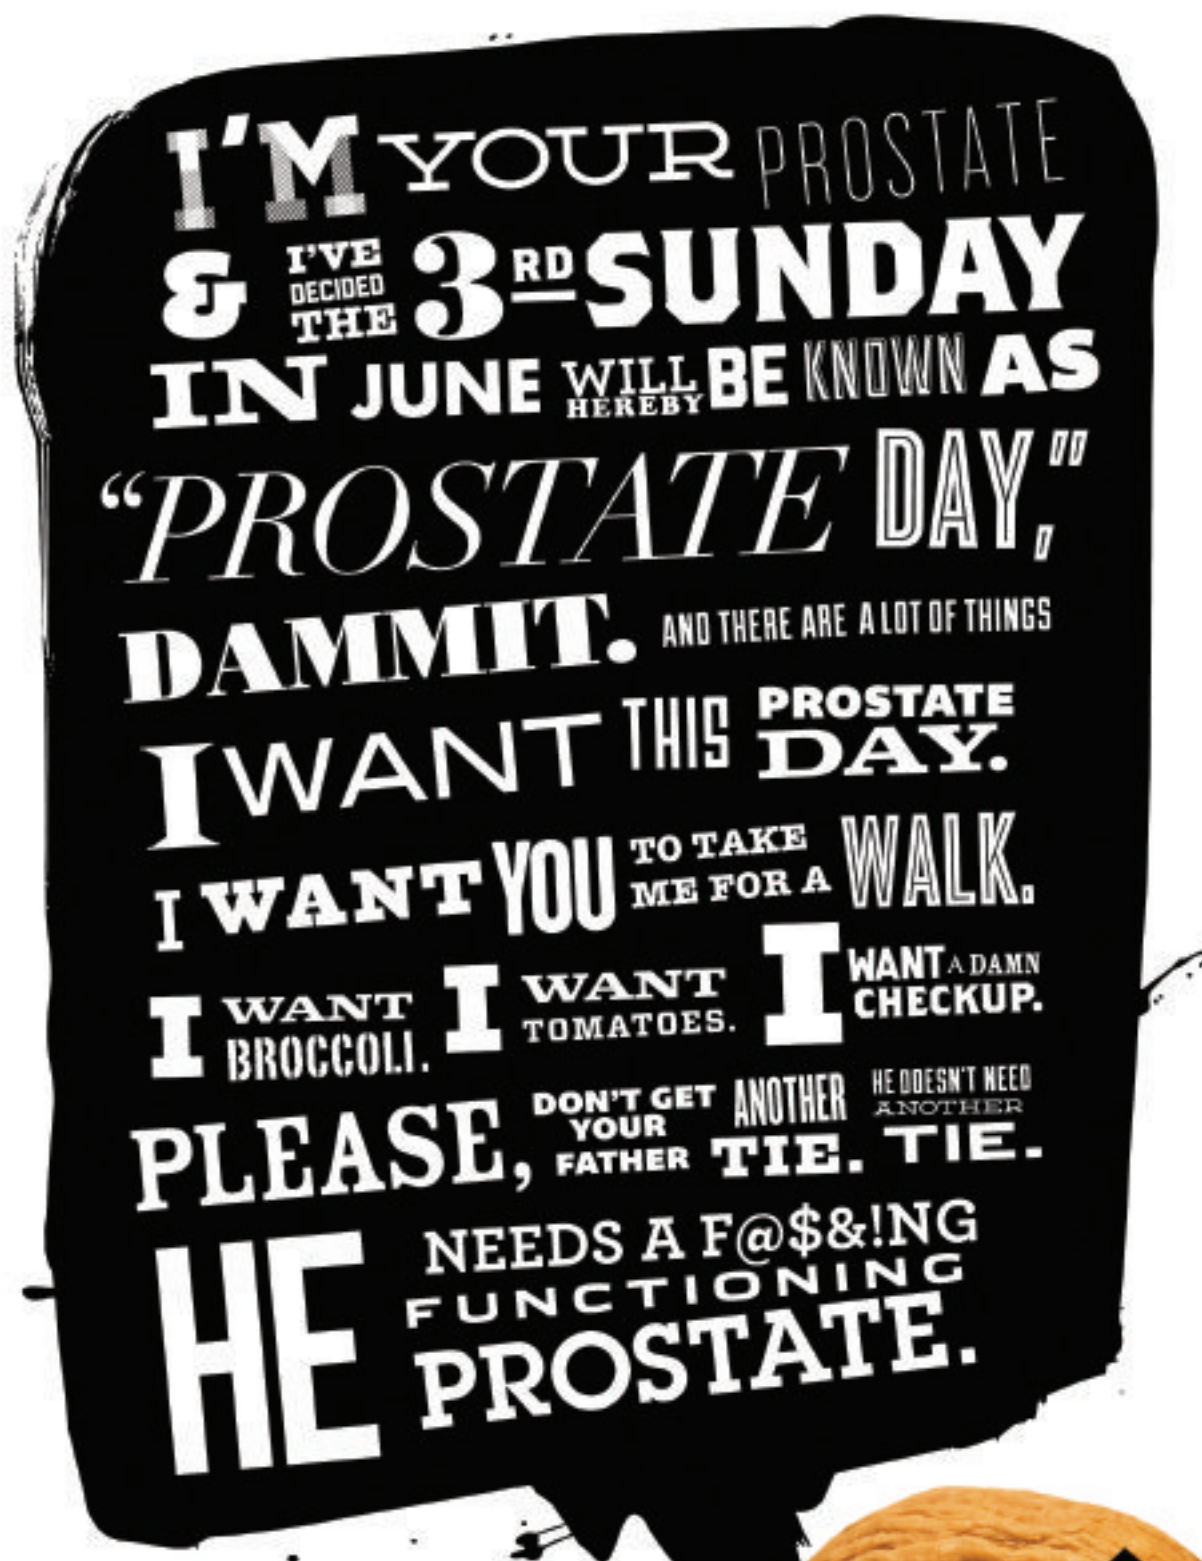 I'M YOUR PROSTATE
& I'VE DECIDED THE 3RD SUNDAY
IN JUNE WILL HEREBY BE KNOWN AS
“PROSTATE DAY,”
DAMMIT. AND THERE ARE A LOT OF THINGS
I WANT THIS PROSTATE DAY.
I WANT YOU TO TAKE ME FOR A WALK.
I WANT BROCCOLI. I WANT TOMATOES. I WANT A DAMN CHECKUP.
PLEASE, DON'T GET YOUR FATHER ANOTHER TIE. HE DOESN'T NEED ANOTHER TIE.
HE NEEDS A F@$&!NG FUNCTIONING PROSTATE.